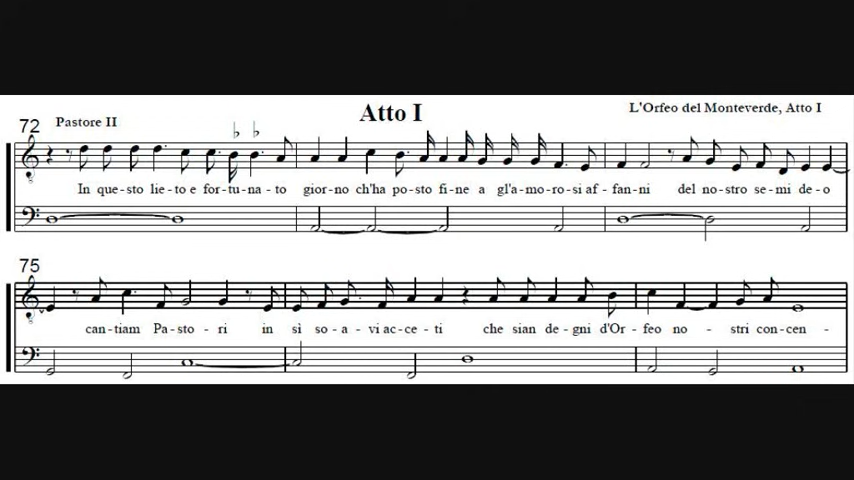 Atto I
L'Orfeo del Monteverde, Atto I
72
Pastore II
In que-sto lie-to e for-tu-na-to gior-no ch'ha po-sto fi-ne a gl'a-mo-ro-si af-fan-ni del no-stro se-mi de-o
75
can-tiam Pa-sto-ri in sì so-a-vi ac-ce-ti che sian de-gni d'Or-feo no-stri con-cen-